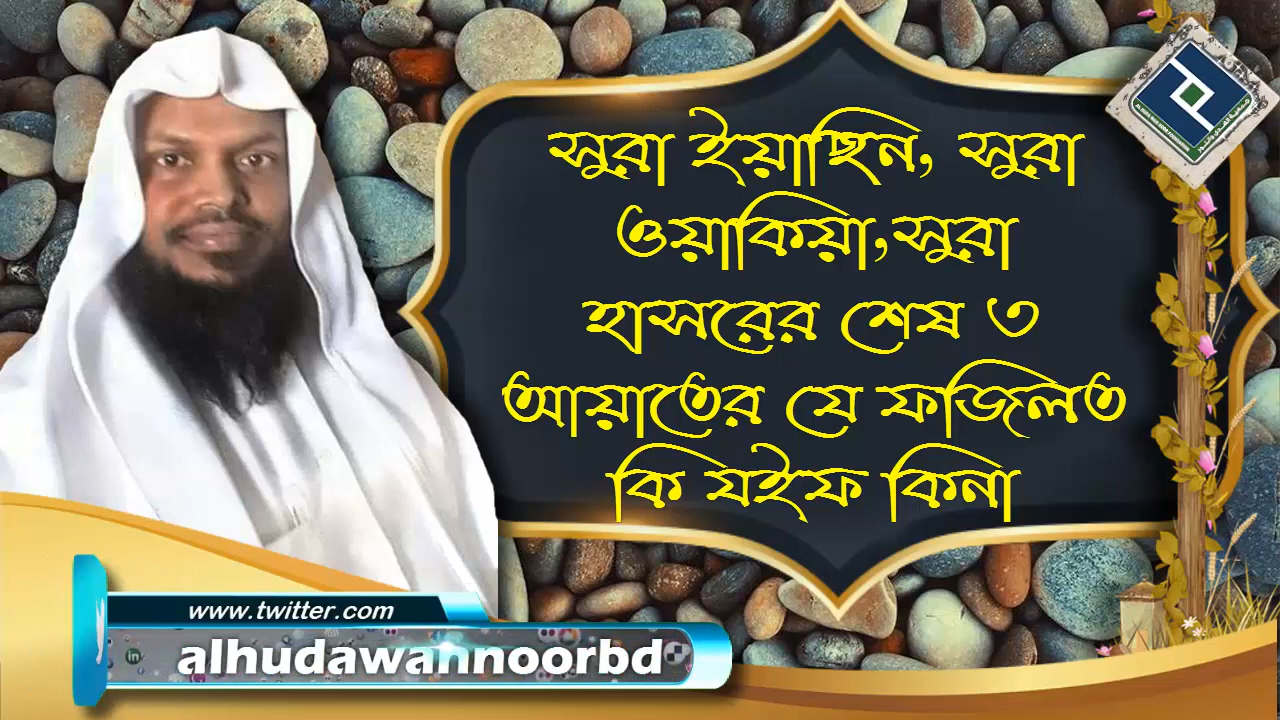 সুরা ইয়াছিন, সুরা
ওয়াকিয়া,সুরা
হাসরের শেষ ৩
আয়াতের যে ফজিলত
কি যইফ কিনা
www.twitter.com
alhudawannoorbd